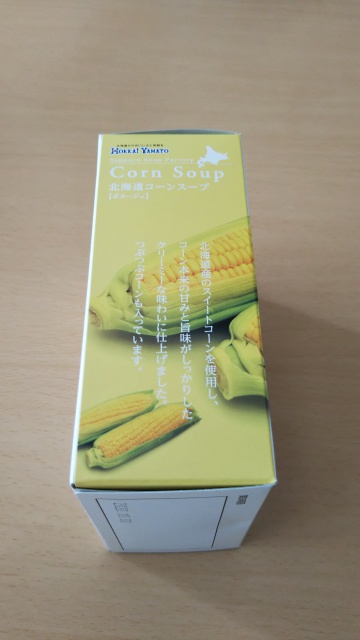 HOKKAI YAMATO
Sapporo Soup Factory
Corn Soup
北海道コーンスープ
【ポタージュ】
北海道産のスイートコーンを使用し、
コーン本来の甘みと旨味がしっかりした
クリーミーな味わいに仕上げました。
つぶつぶコーンも入っています。